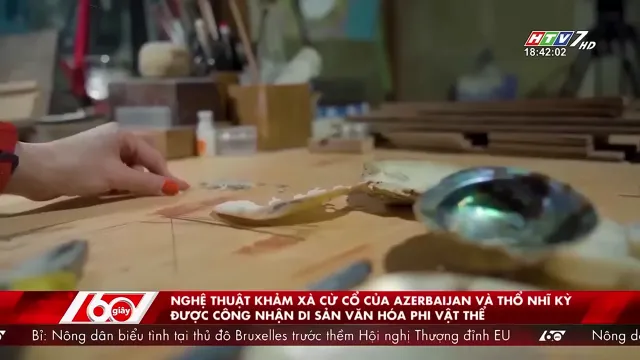 HTV7 HD
18:42:02
60 giây
NGHỆ THUẬT KHẢM XÀ CỪ CỔ CỦA AZERBAIJAN VÀ THỔ NHĨ KỲ
ĐƯỢC CÔNG NHẬN DI SẢN VĂN HÓA PHI VẬT THỂ
BỈ: Nông dân biểu tình tại thủ đô Bruxelles trước thềm Hội nghị Thượng đỉnh EU
60
Nông dân